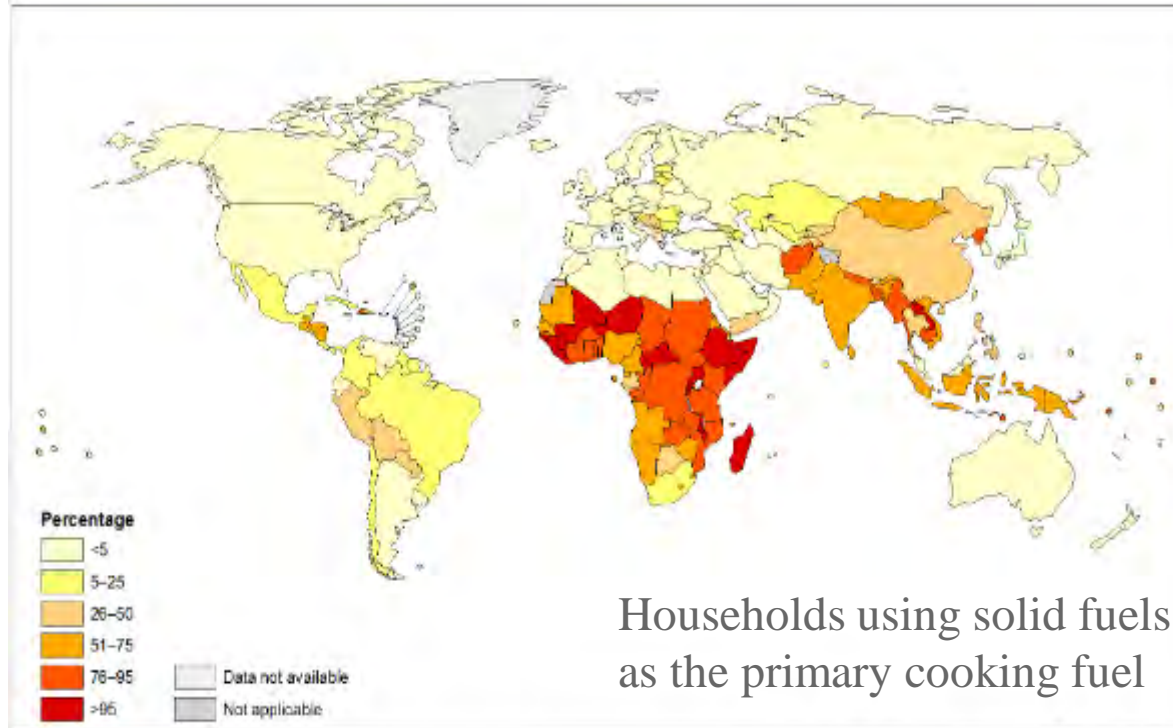 Percentage
<5
5–25
26–50
51–75
76–95
>95
Data not available
Not applicable
Households using solid fuels
as the primary cooking fuel